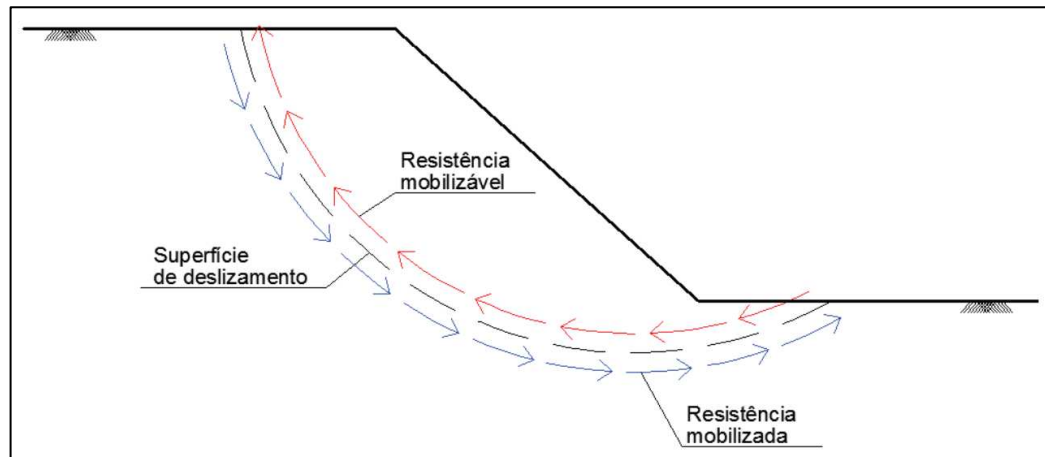 Resistência
mobilizável
Superfície
de deslizamento
Resistência
mobilizada